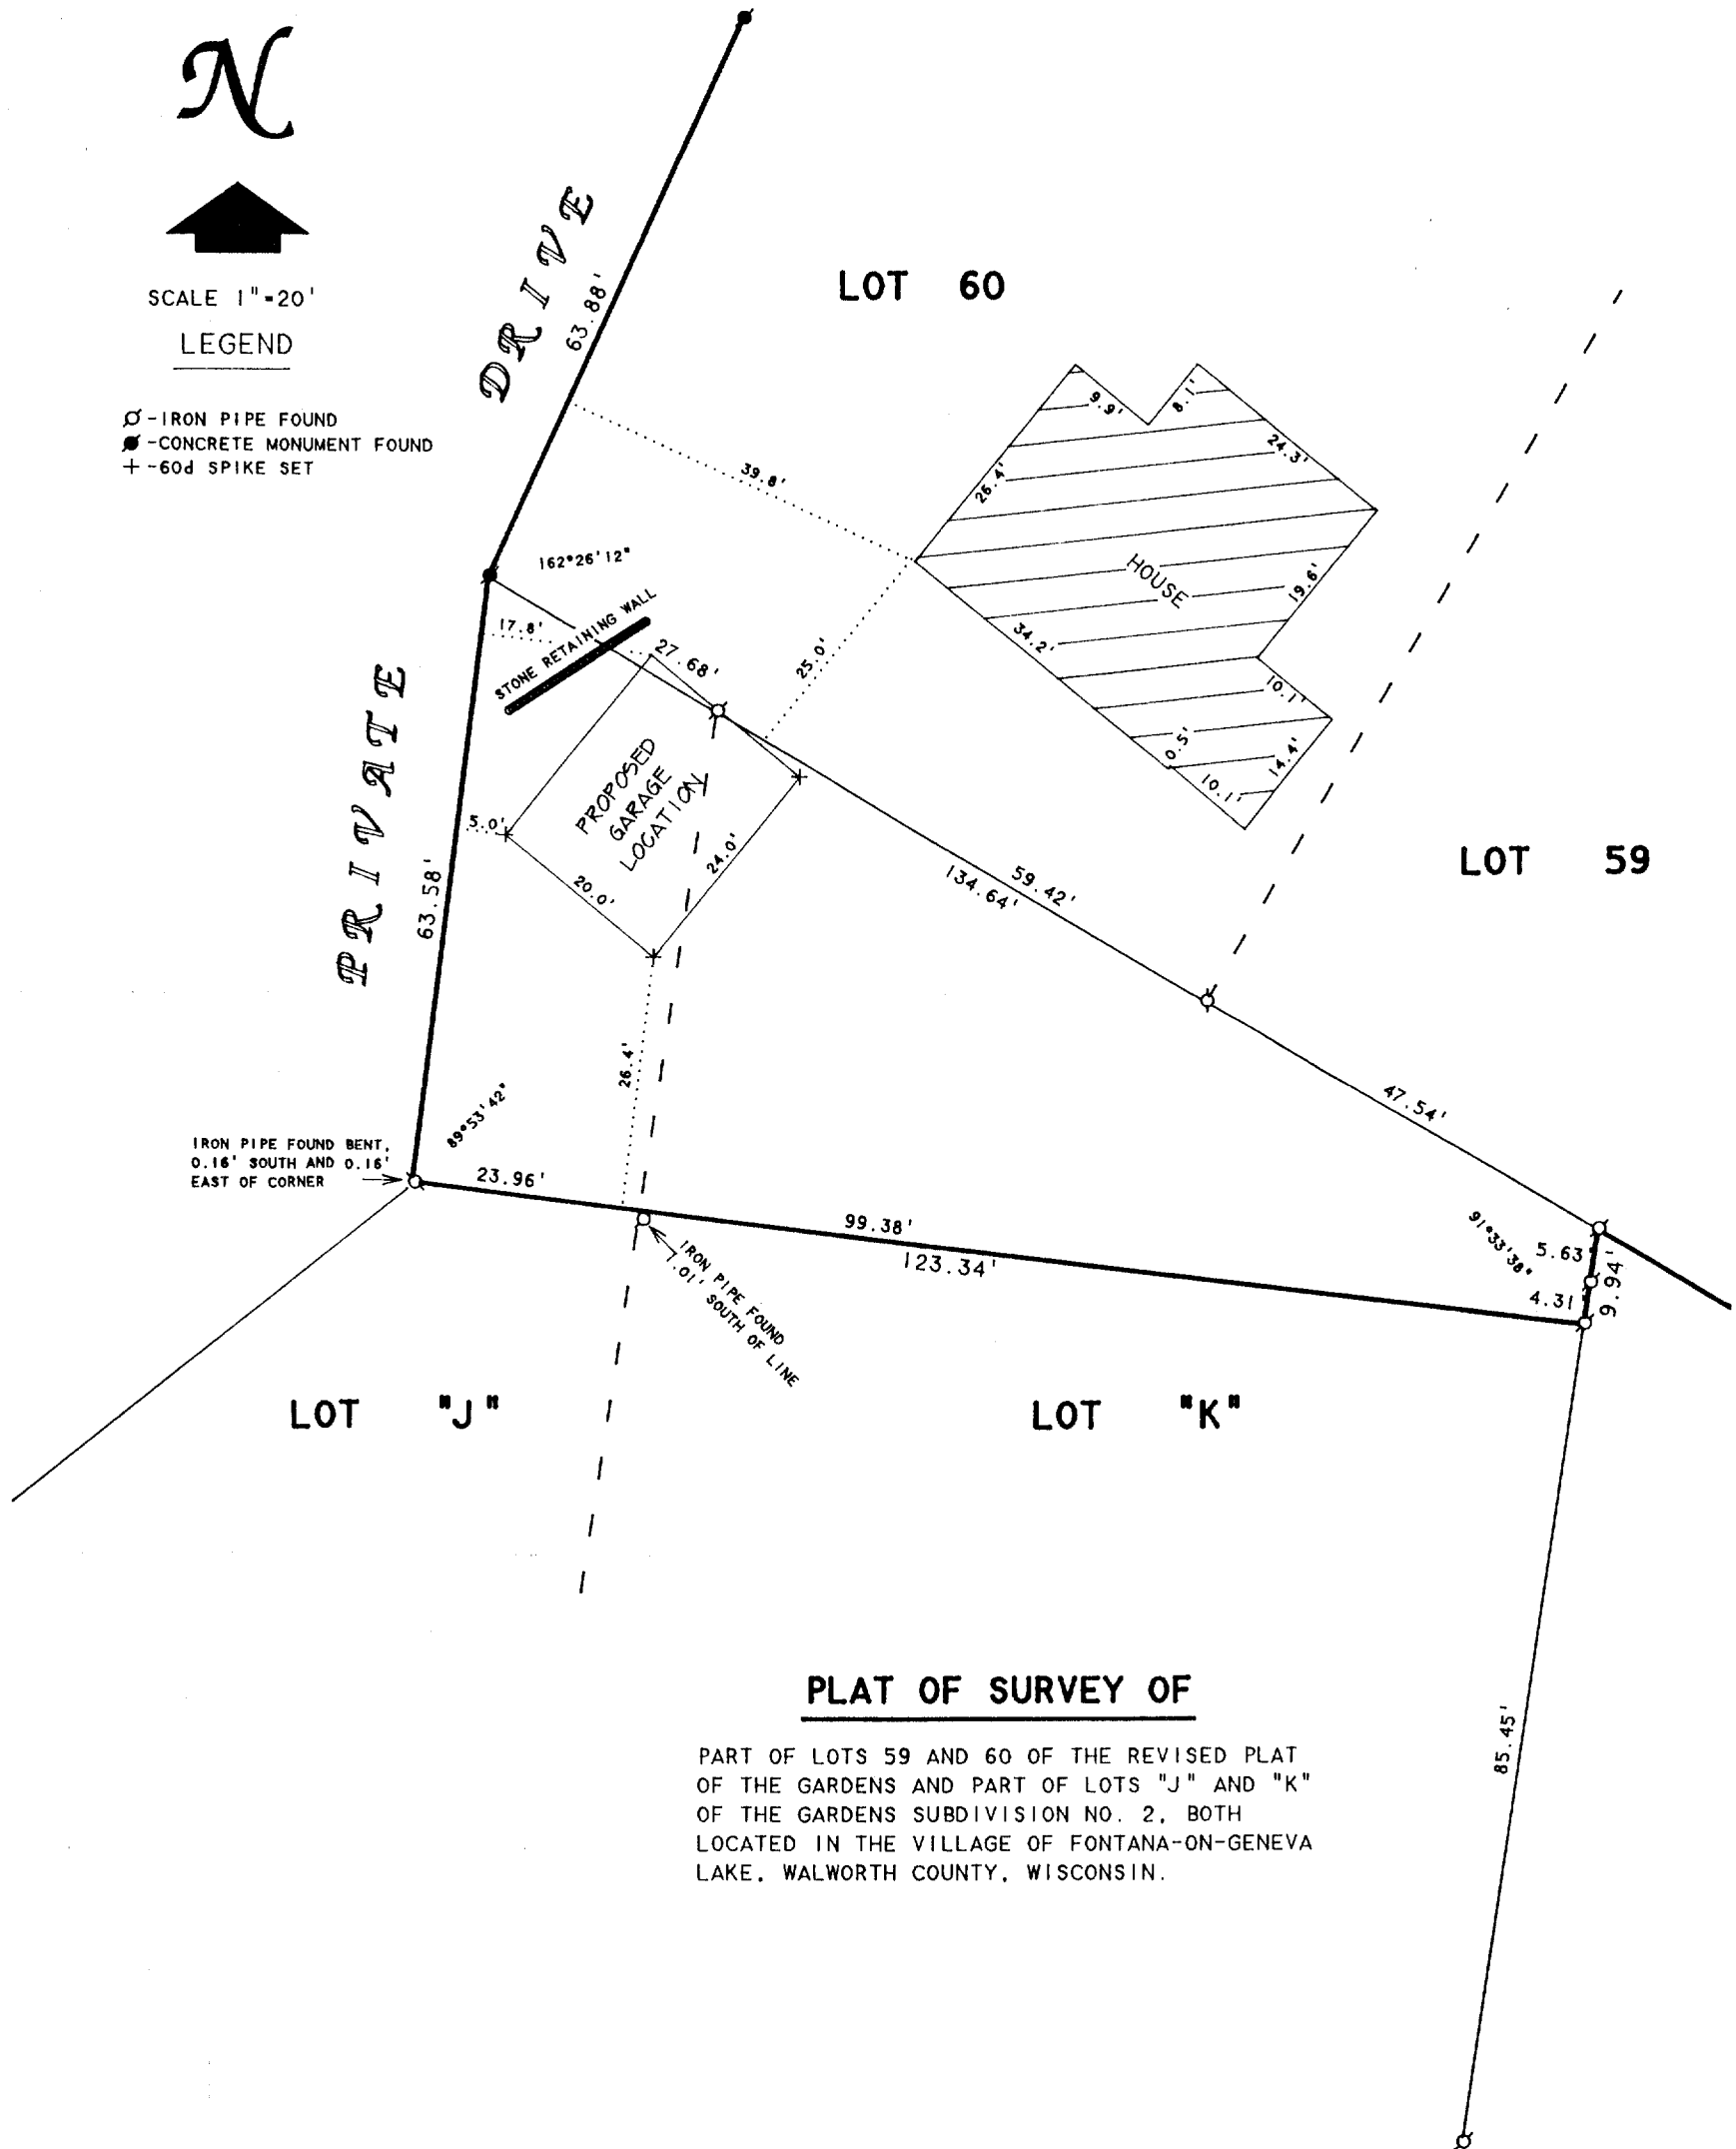 N
SCALE 1"=20'
LEGEND
Ø -IRON PIPE FOUND
-CONCRETE MONUMENT FOUND
+ -60d SPIKE SET
PRIVATE DRIVE
63.88'
LOT 60
39.8'
9.9'
8.1'
24.3'
26.4'
HOUSE
19.6'
34.2'
10.1'
0.5'
14.4'
10.1'
162°26'12"
17.8'
STONE RETAINING WALL
27.68'
25.0'
PROPOSED
GARAGE
LOCATION
5.0'
24.0'
20.0'
63.58'
59.42'
134.64'
LOT 59
26.4'
89°53'42"
47.54'
IRON PIPE FOUND BENT,
0.16' SOUTH AND 0.16'
EAST OF CORNER
23.96'
99.38'
123.34'
IRON PIPE FOUND
1.01' SOUTH OF LINE
91°33'38"
5.63'
4.31'
9.94'
LOT "J"
LOT "K"
85.45'
PLAT OF SURVEY OF
PART OF LOTS 59 AND 60 OF THE REVISED PLAT
OF THE GARDENS AND PART OF LOTS "J" AND "K"
OF THE GARDENS SUBDIVISION NO. 2, BOTH
LOCATED IN THE VILLAGE OF FONTANA-ON-GENEVA
LAKE, WALWORTH COUNTY, WISCONSIN.